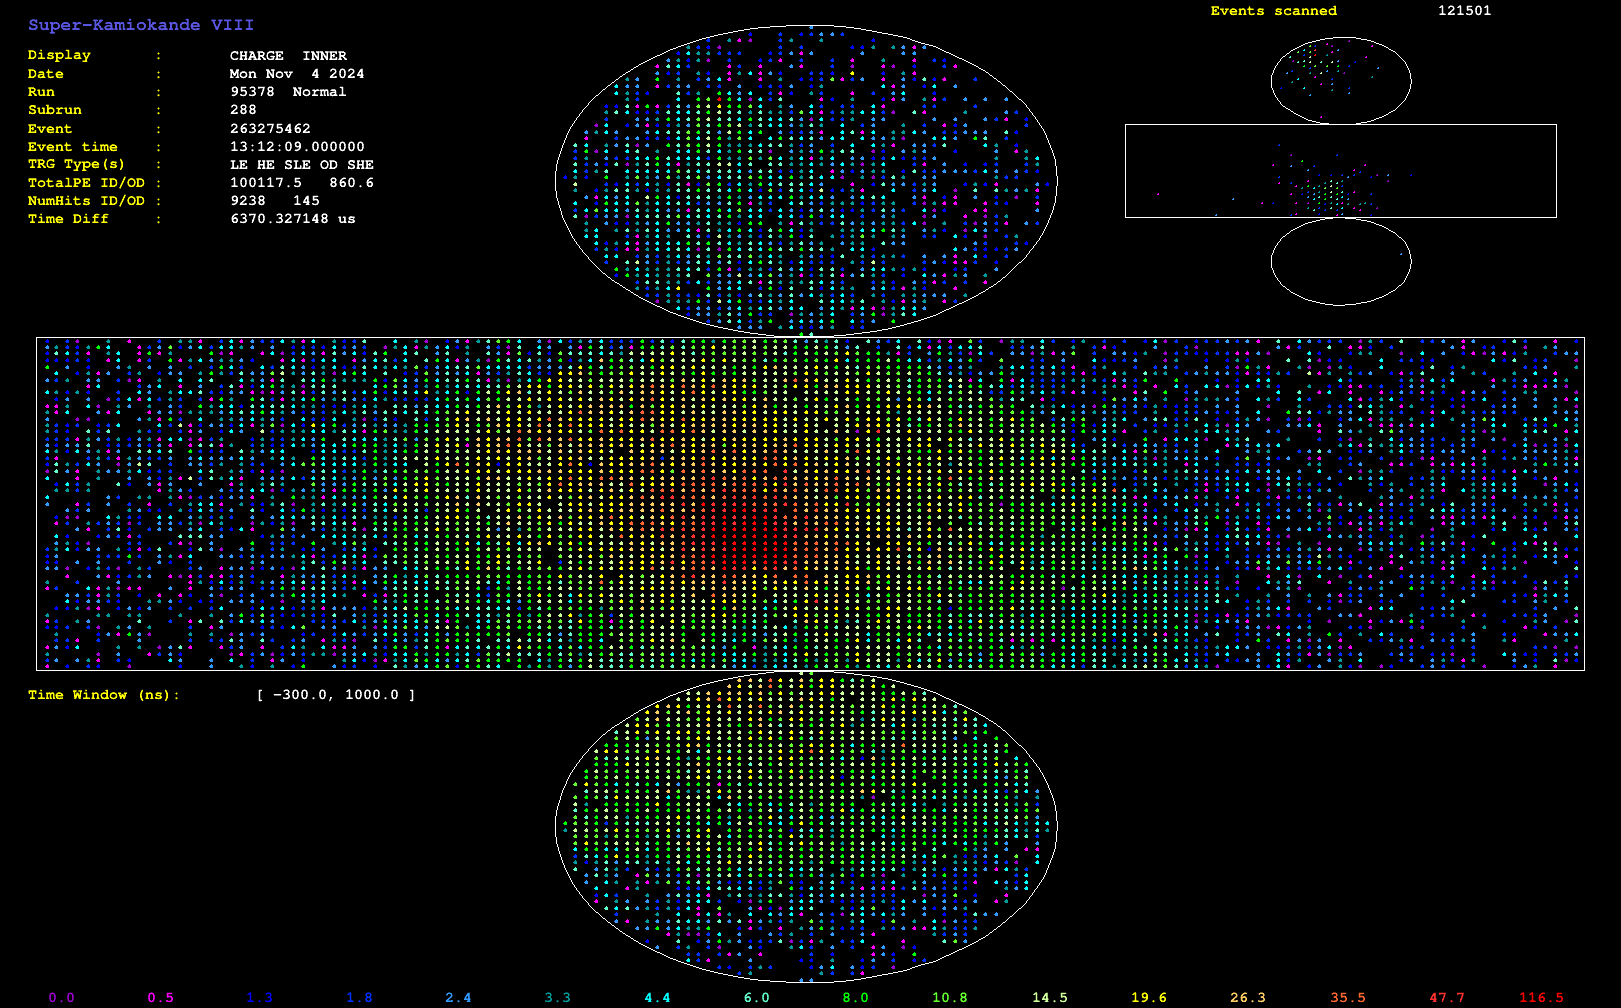 Super-Kamiokande VIII
Events scanned 121501
Display : CHARGE INNER
Date : Mon Nov 4 2024
Run : 95378 Normal
Subrun : 288
Event : 263275462
Event time : 13:12:09.000000
TRG Type(s) : LE HE SLE OD SHE
TotalPE ID/OD : 100117.5 860.6
NumHits ID/OD : 9238 145
Time Diff : 6370.327148 us
Time Window (ns): [ -300.0, 1000.0 ]
0.0 0.5 1.3 1.8 2.4 3.3 4.4 6.0 8.0 10.8 14.5 19.6 26.3 35.5 47.7 116.5